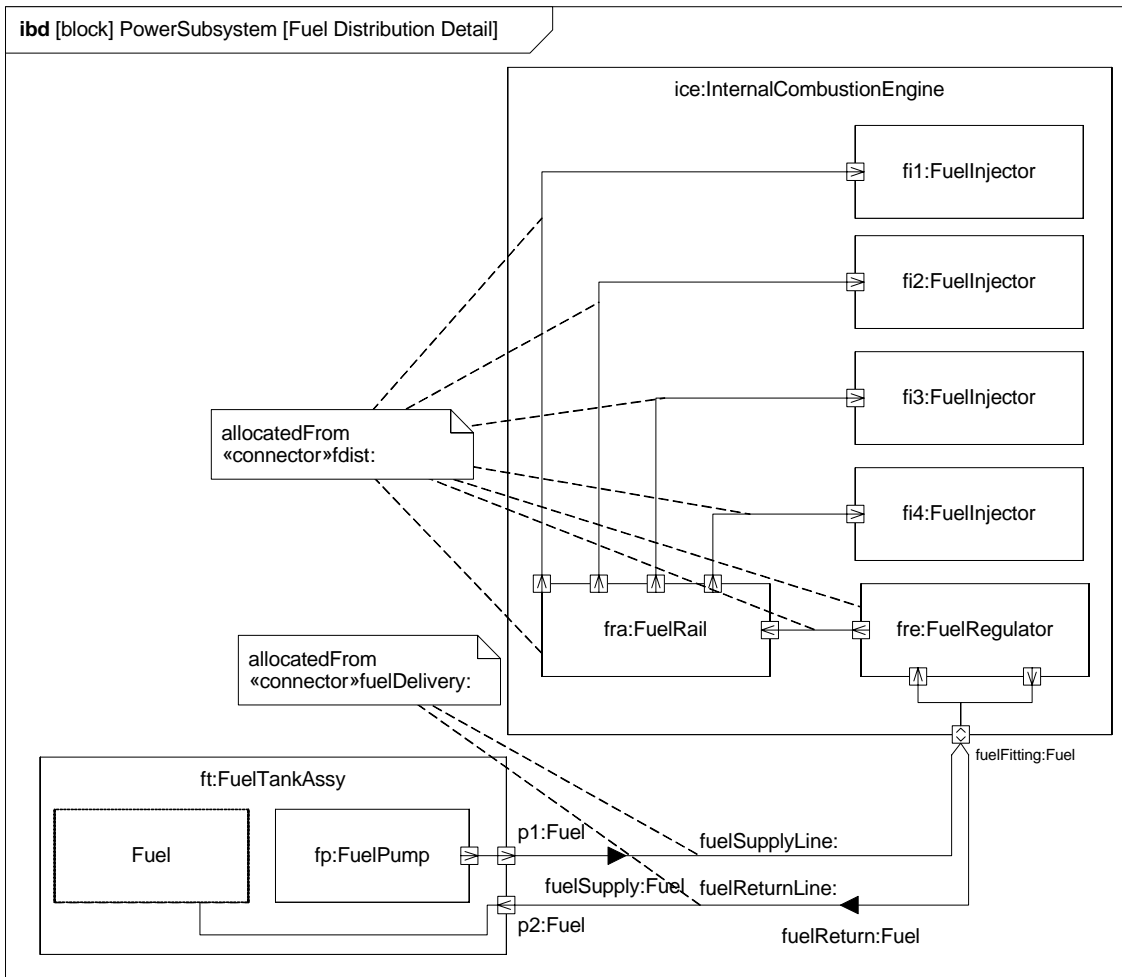 ibd [block] PowerSubsystem [Fuel Distribution Detail]
ice:InternalCombustionEngine
fi1:FuelInjector
fi2:FuelInjector
fi3:FuelInjector
allocatedFrom
«connector»fdist:
fi4:FuelInjector
fra:FuelRail
fre:FuelRegulator
allocatedFrom
«connector»fuelDelivery:
fuelFitting:Fuel
ft:FuelTankAssy
p1:Fuel
fuelSupplyLine:
Fuel
fp:FuelPump
fuelSupply:Fuel
fuelReturnLine:
p2:Fuel
fuelReturn:Fuel